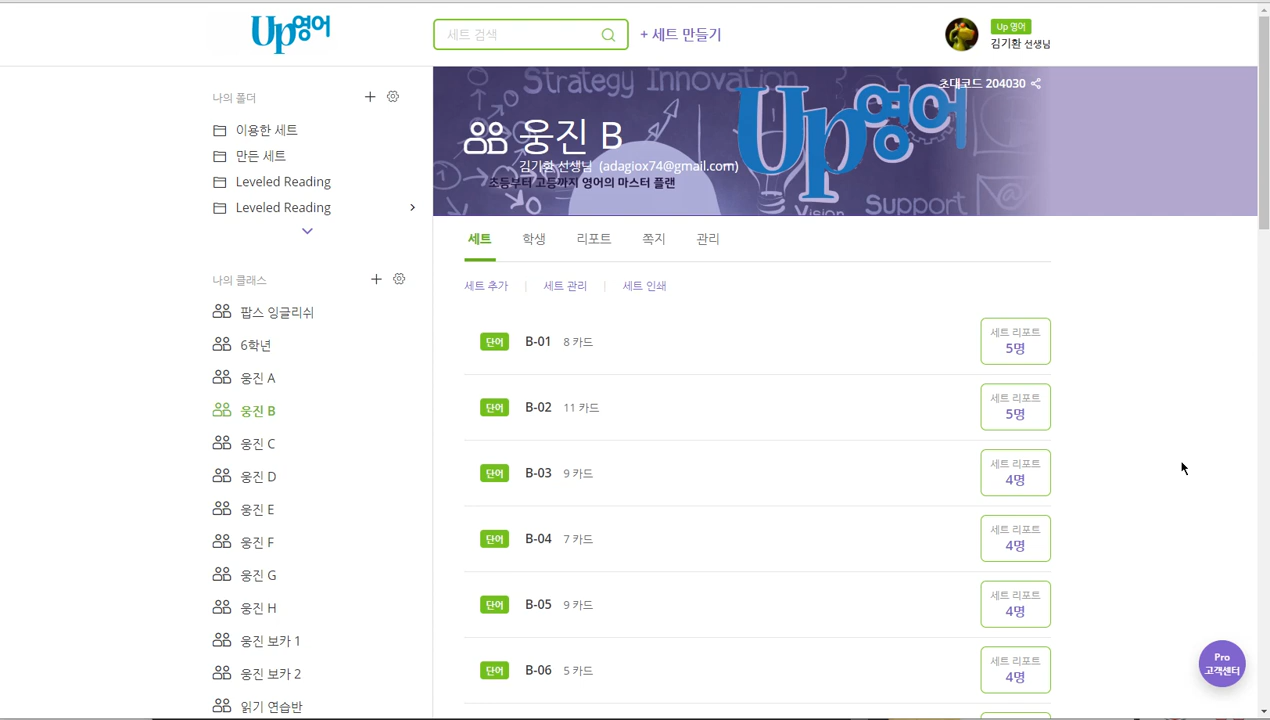 Up영어
세트 검색
+ 세트 만들기
Up 영어
김기환 선생님
나의 폴더
이용한 세트
만든 세트
Leveled Reading
Leveled Reading
나의 클래스
팝스 잉글리쉬
6학년
웅진 A
웅진 B
웅진 C
웅진 D
웅진 E
웅진 F
웅진 G
웅진 H
웅진 보카 1
웅진 보카 2
읽기 연습반
Strategy Innovation
초대코드 204030
Up영어
웅진 B
김기환 선생님 (adagiox74@gmail.com)
초등부터 고등까지 영어의 마스터 플랜
Vision Support
세트 학생 리포트 쪽지 관리
세트 추가 | 세트 관리 | 세트 인쇄
단어 B-01 8 카드 세트 리포트
5명
단어 B-02 11 카드 세트 리포트
5명
단어 B-03 9 카드 세트 리포트
4명
단어 B-04 7 카드 세트 리포트
4명
단어 B-05 9 카드 세트 리포트
4명
단어 B-06 5 카드 세트 리포트
4명
Pro
고객센터